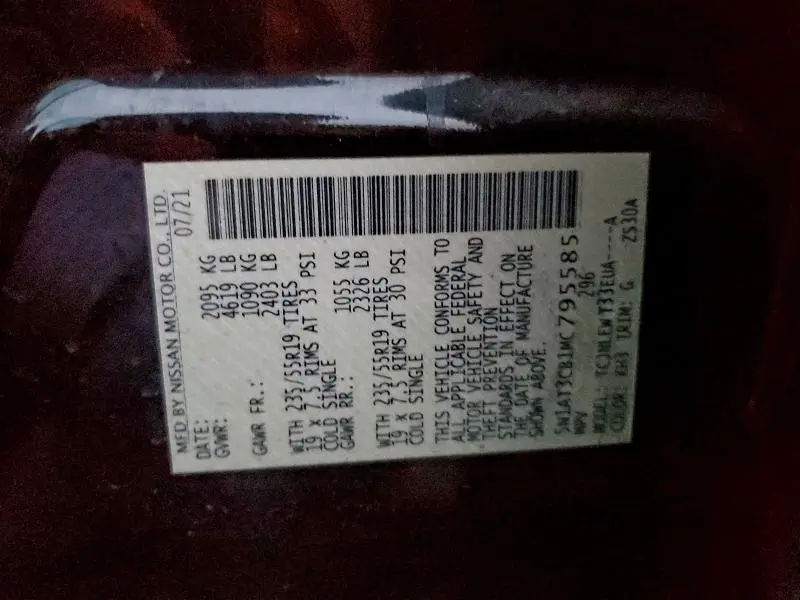 MFD BY NISSAN MOTOR CO., LTD.
DATE: 07/21
GVWR: 2095 KG
4619 LB
GAWR FR.: 1090 KG
2403 LB
WITH 235/55R19 TIRES
19 x 7.5 RIMS AT 33 PSI
COLD SINGLE
GAWR RR.: 1055 KG
2326 LB
WITH 235/55R19 TIRES
19 x 7.5 RIMS AT 30 PSI
COLD SINGLE
THIS VEHICLE CONFORMS TO
ALL APPLICABLE FEDERAL
MOTOR VEHICLE SAFETY AND
THEFT PREVENTION
STANDARDS IN EFFECT ON
THE DATE OF MANUFACTURE
SHOWN ABOVE.
5N1AT3CB1MC795585
MPV 296
MODEL:
COLOR: KH3 TRIM: G ZS30A